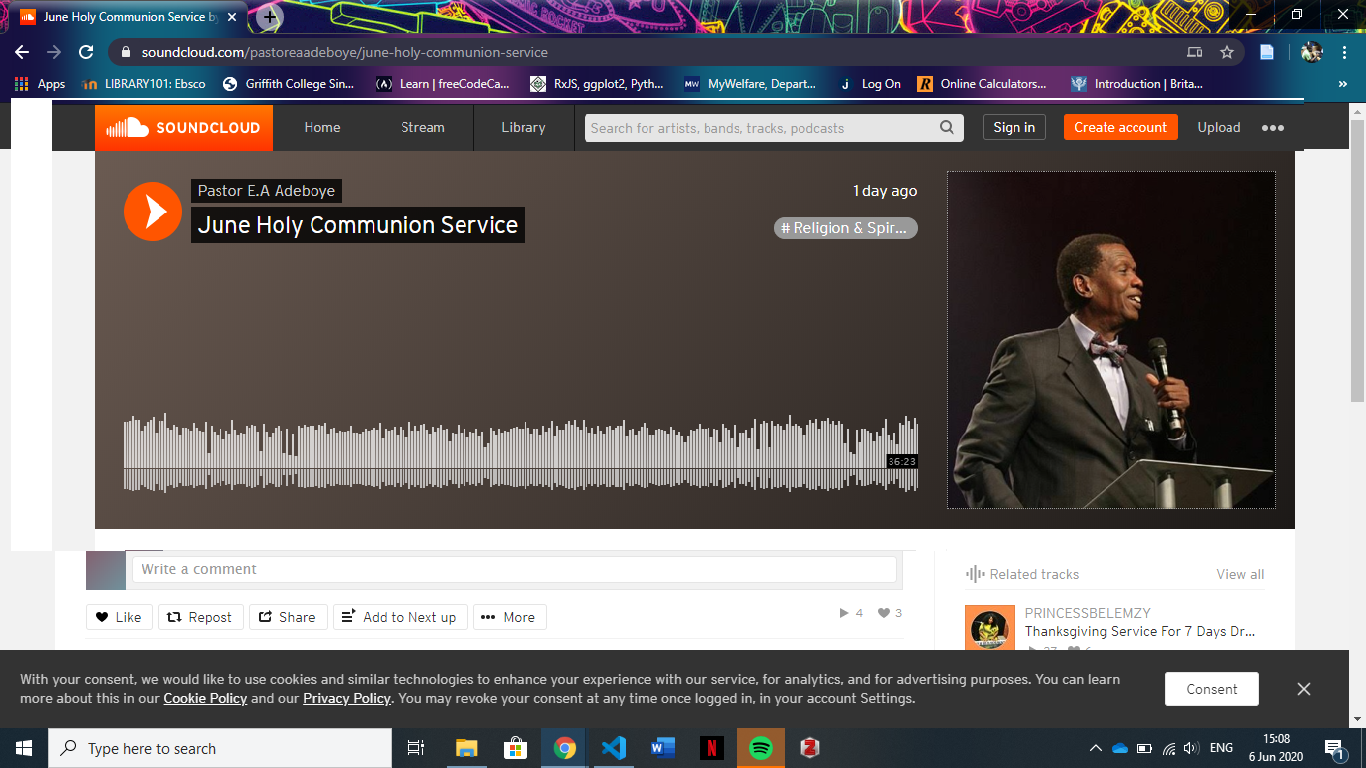 June Holy Communion Service by
soundcloud.com/pastoreaadeboye/june-holy-communion-service
Apps
LIBRARY101: Ebsco
Griffith College Sin...
Learn | freeCodeCa...
RxJS, ggplot2, Pyth...
MW
MyWelfare, Depart...
Log On
Online Calculators...
Introduction | Brita...
SOUNDCLOUD
Home
Stream
Library
Search for artists, bands, tracks, podcasts
Sign in
Create account
Upload
Pastor E.A Adeboye
1 day ago
June Holy Communion Service
# Religion & Spir...
36:23
Write a comment
Related tracks
View all
Like
Repost
Share
Add to Next up
More
4
3
PRINCESSBELEMZY
Thanksgiving Service For 7 Days Dr...
With your consent, we would like to use cookies and similar technologies to enhance your experience with our service, for analytics, and for advertising purposes. You can learn
more about this in our Cookie Policy and our Privacy Policy. You may revoke your consent at any time once logged in, in your account Settings.
Consent
Type here to search
ENG
15:08
6 Jun 2020
1